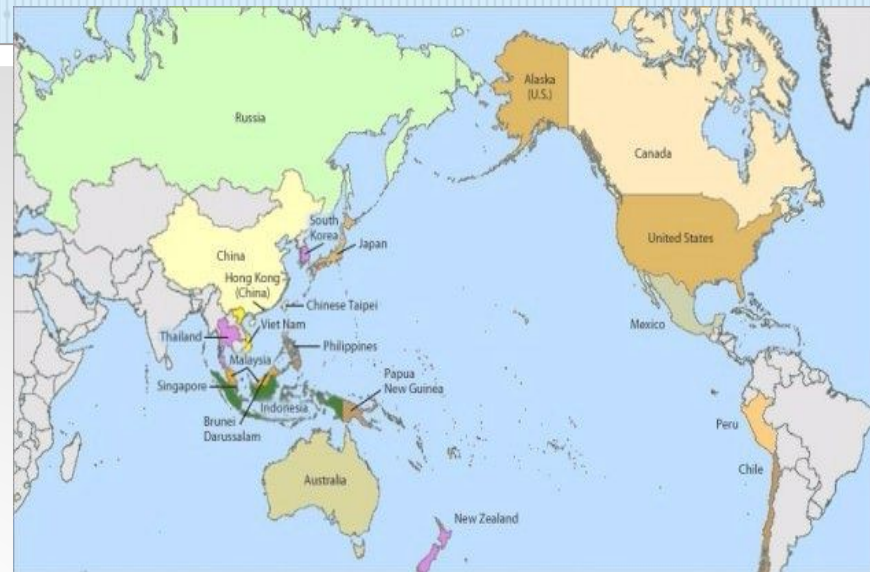 Alaska
(U.S.)
Russia
Canada
South
Korea
United States
Japan
China
Hong Kong
(China)
Chinese Taipei
Mexico
Viet Nam
Thailand
Philippines
Malaysia
Papua
New Guinea
Singapore
Indonesia
Brunei
Darussalam
Peru
Chile
Australia
New Zealand